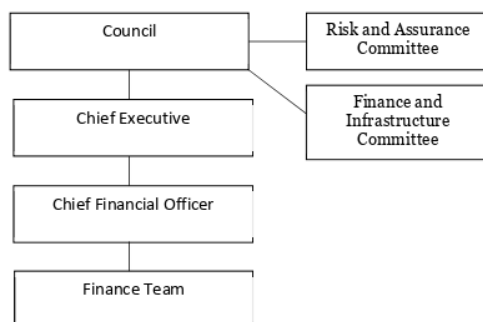 Council
Risk and Assurance
Committee
Finance and
Infrastructure
Committee
Chief Executive
Chief Financial Officer
Finance Team